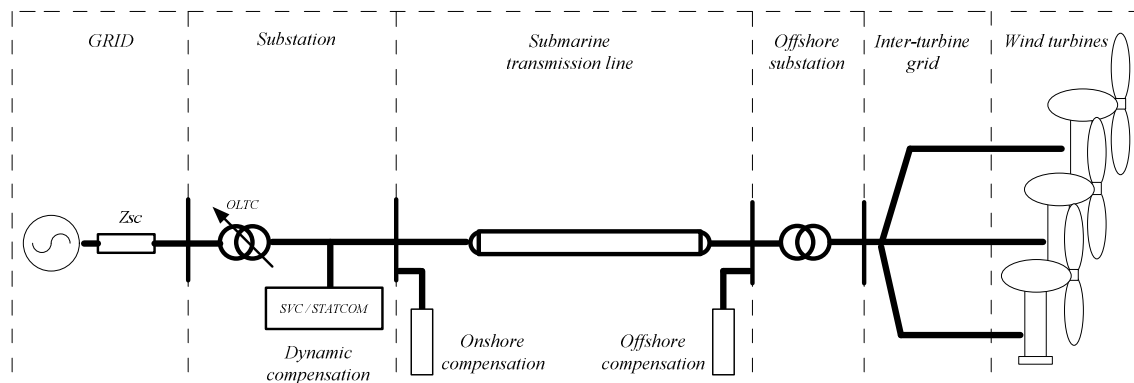 GRID
Substation
Submarine
transmission line
Offshore
substation
Inter-turbine
grid
Wind turbines
Zsc
OLTC
SVC / STATCOM
Dynamic
compensation
Onshore
compensation
Offshore
compensation